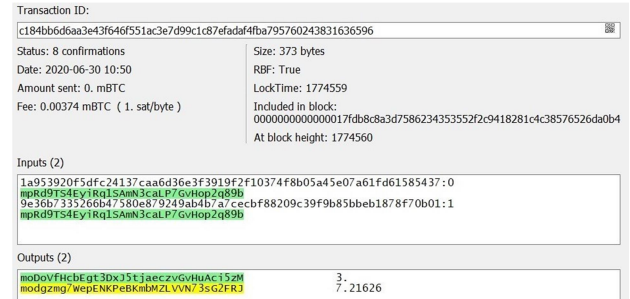 Transaction ID:
c184bb6d6aa3e43f646f551ac3e7d99c1c87efadaf4fba795760243831636596
Status: 8 confirmations
Date: 2020-06-30 10:50
Amount sent: 0. mBTC
Fee: 0.00374 mBTC ( 1. sat/byte )
Size: 373 bytes
RBF: True
LockTime: 1774559
Included in block:
0000000000000017fdb8c8a3d7586234353552f2c9418281c4c38576526da0b4
At block height: 1774560
Inputs (2)
1a953920f5dfc24137caa6d36e3f3919f2f10374f8b05a45e07a61fd61585437:0
mpRd9TS4EyiRqlSAmN3caLP7GvHop2q89b
9e36b7335266b47580e879249ab4b7a7cecbf88209c39f9b85bbeb1878f70b01:1
mpRd9TS4EyiRqlSAmN3caLP7GvHop2q89b
Outputs (2)
moDoVfHcbEgt3DxJ5tjaeczvGvHuAci5zM 3.
modgzmg7WepENKPeBKmbMZLVVN73sG2FRJ 7.21626